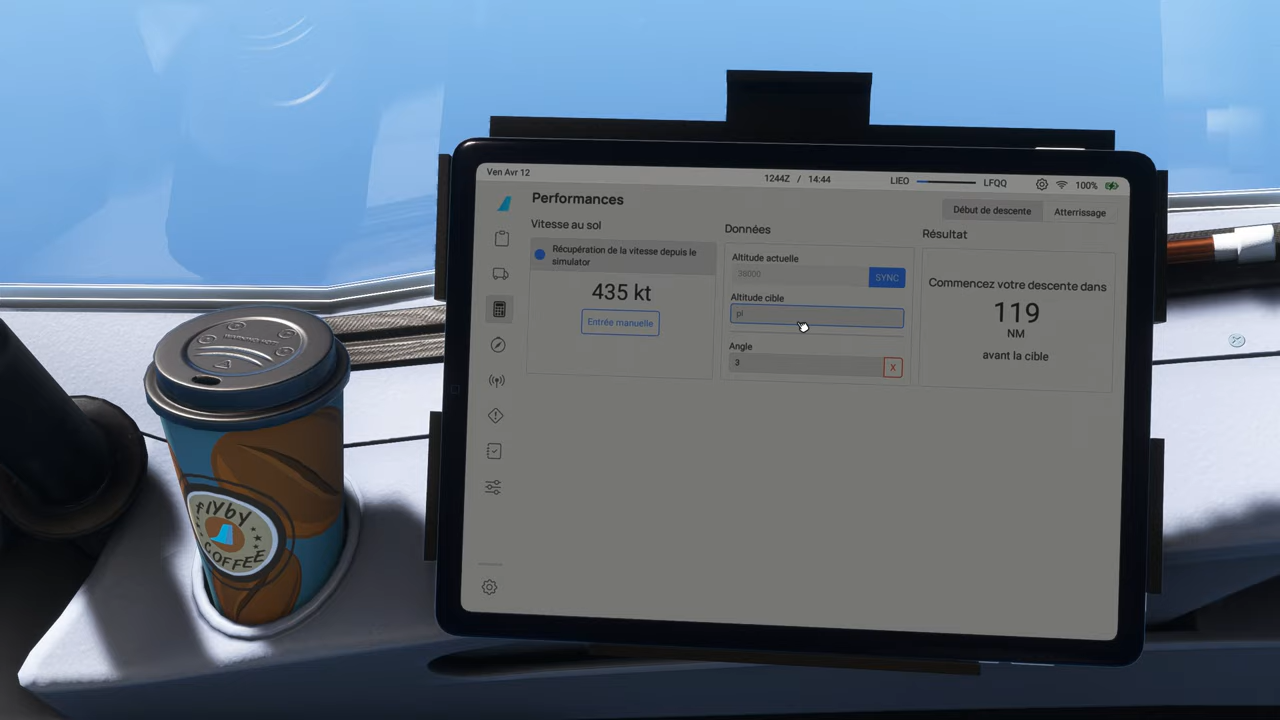 Ven Avr 12
1244Z / 14:44
LIEO
LFQQ
100%
Performances
Début de descente
Atterrissage
Vitesse au sol
Récupération de la vitesse depuis le
simulator
435 kt
Entrée manuelle
Données
Altitude actuelle
38000
SYNC
Altitude cible
pi
Angle
3
X
Résultat
Commencez votre descente dans
119
NM
avant la cible
flyby
COFFEE